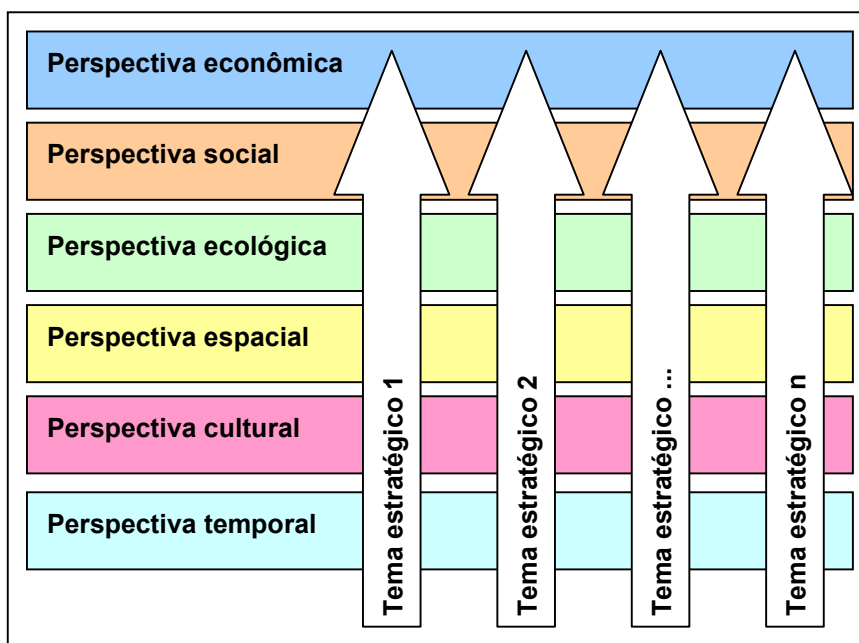 Perspectiva econômica
Perspectiva social
Perspectiva ecológica
Perspectiva espacial
Perspectiva cultural
Perspectiva temporal
Tema estratégico 1
Tema estratégico 2
Tema estratégico ...
Tema estratégico n